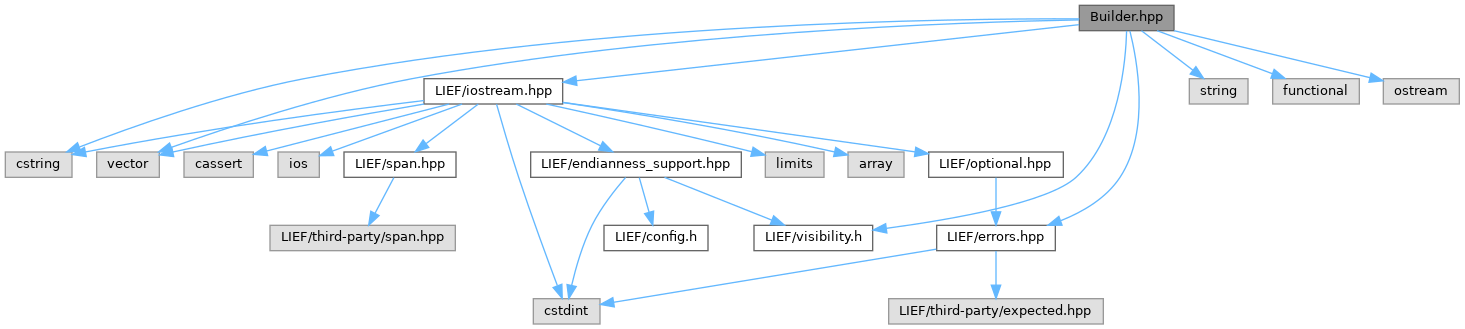 Builder.hpp
LIEF/iostream.hpp
string
functional
ostream
cstring
vector
cassert
ios
LIEF/span.hpp
LIEF/endianness_support.hpp
limits
array
LIEF/optional.hpp
LIEF/third-party/span.hpp
LIEF/config.h
LIEF/visibility.h
LIEF/errors.hpp
cstdint
LIEF/third-party/expected.hpp